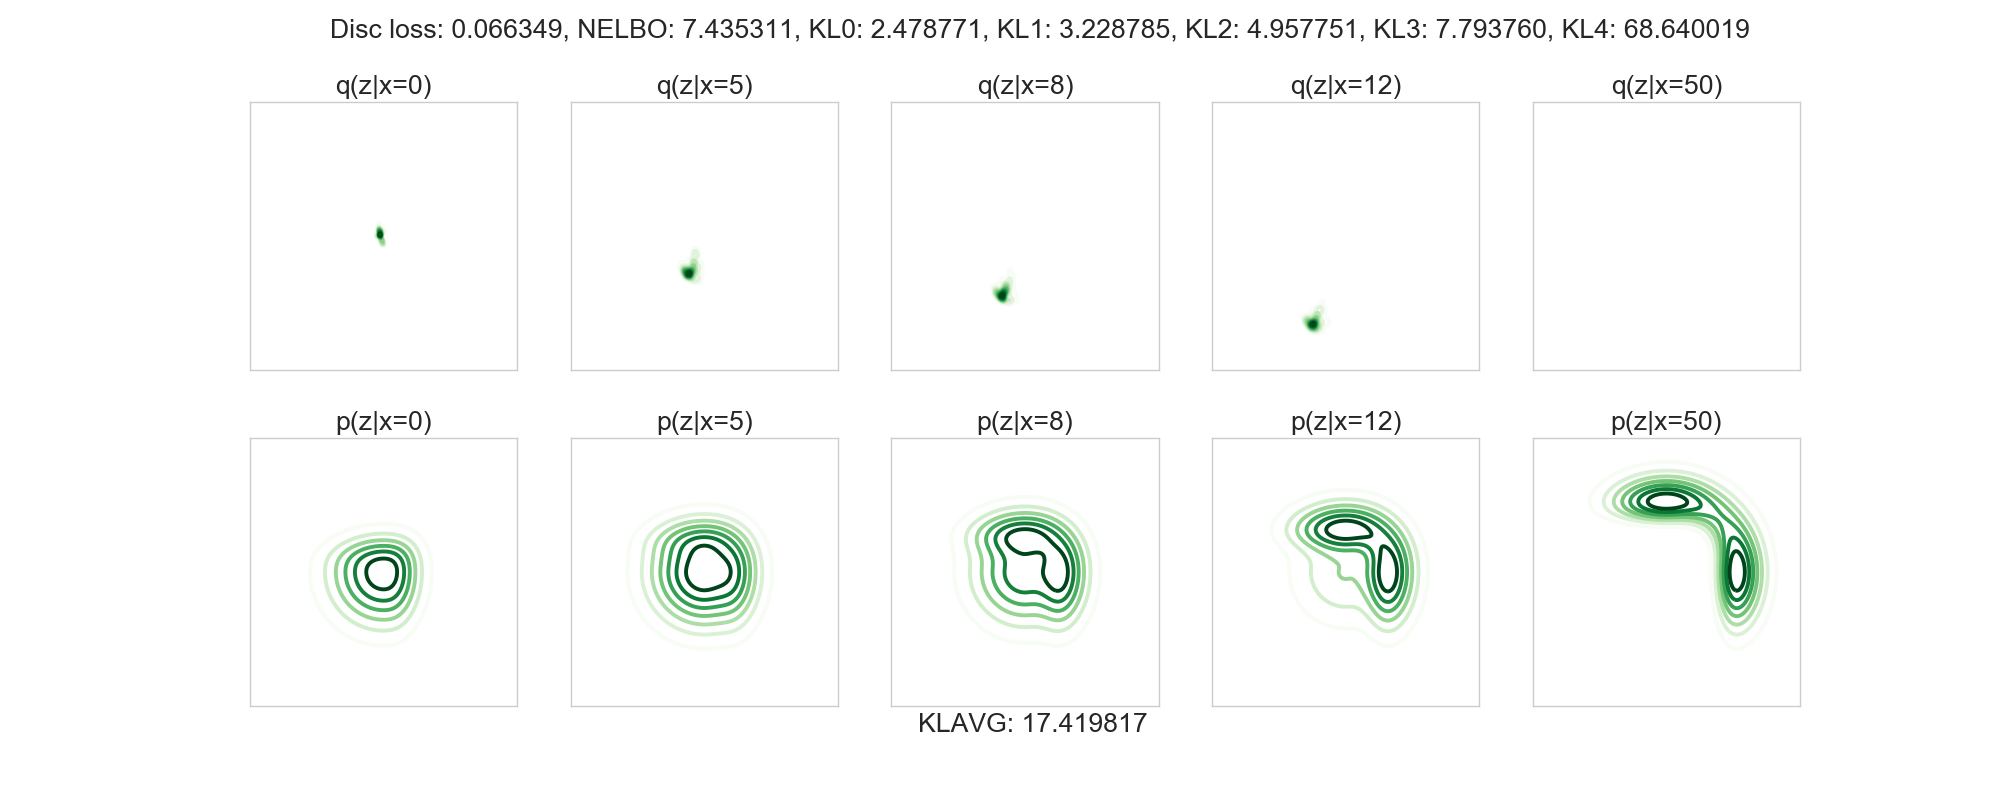 Disc loss: 0.066349, NELBO: 7.435311, KL0: 2.478771, KL1: 3.228785, KL2: 4.957751, KL3: 7.793760, KL4: 68.640019
q(z|x=0) q(z|x=5) q(z|x=8) q(z|x=12) q(z|x=50)
p(z|x=0) p(z|x=5) p(z|x=8) p(z|x=12) p(z|x=50)
KLAVG: 17.419817